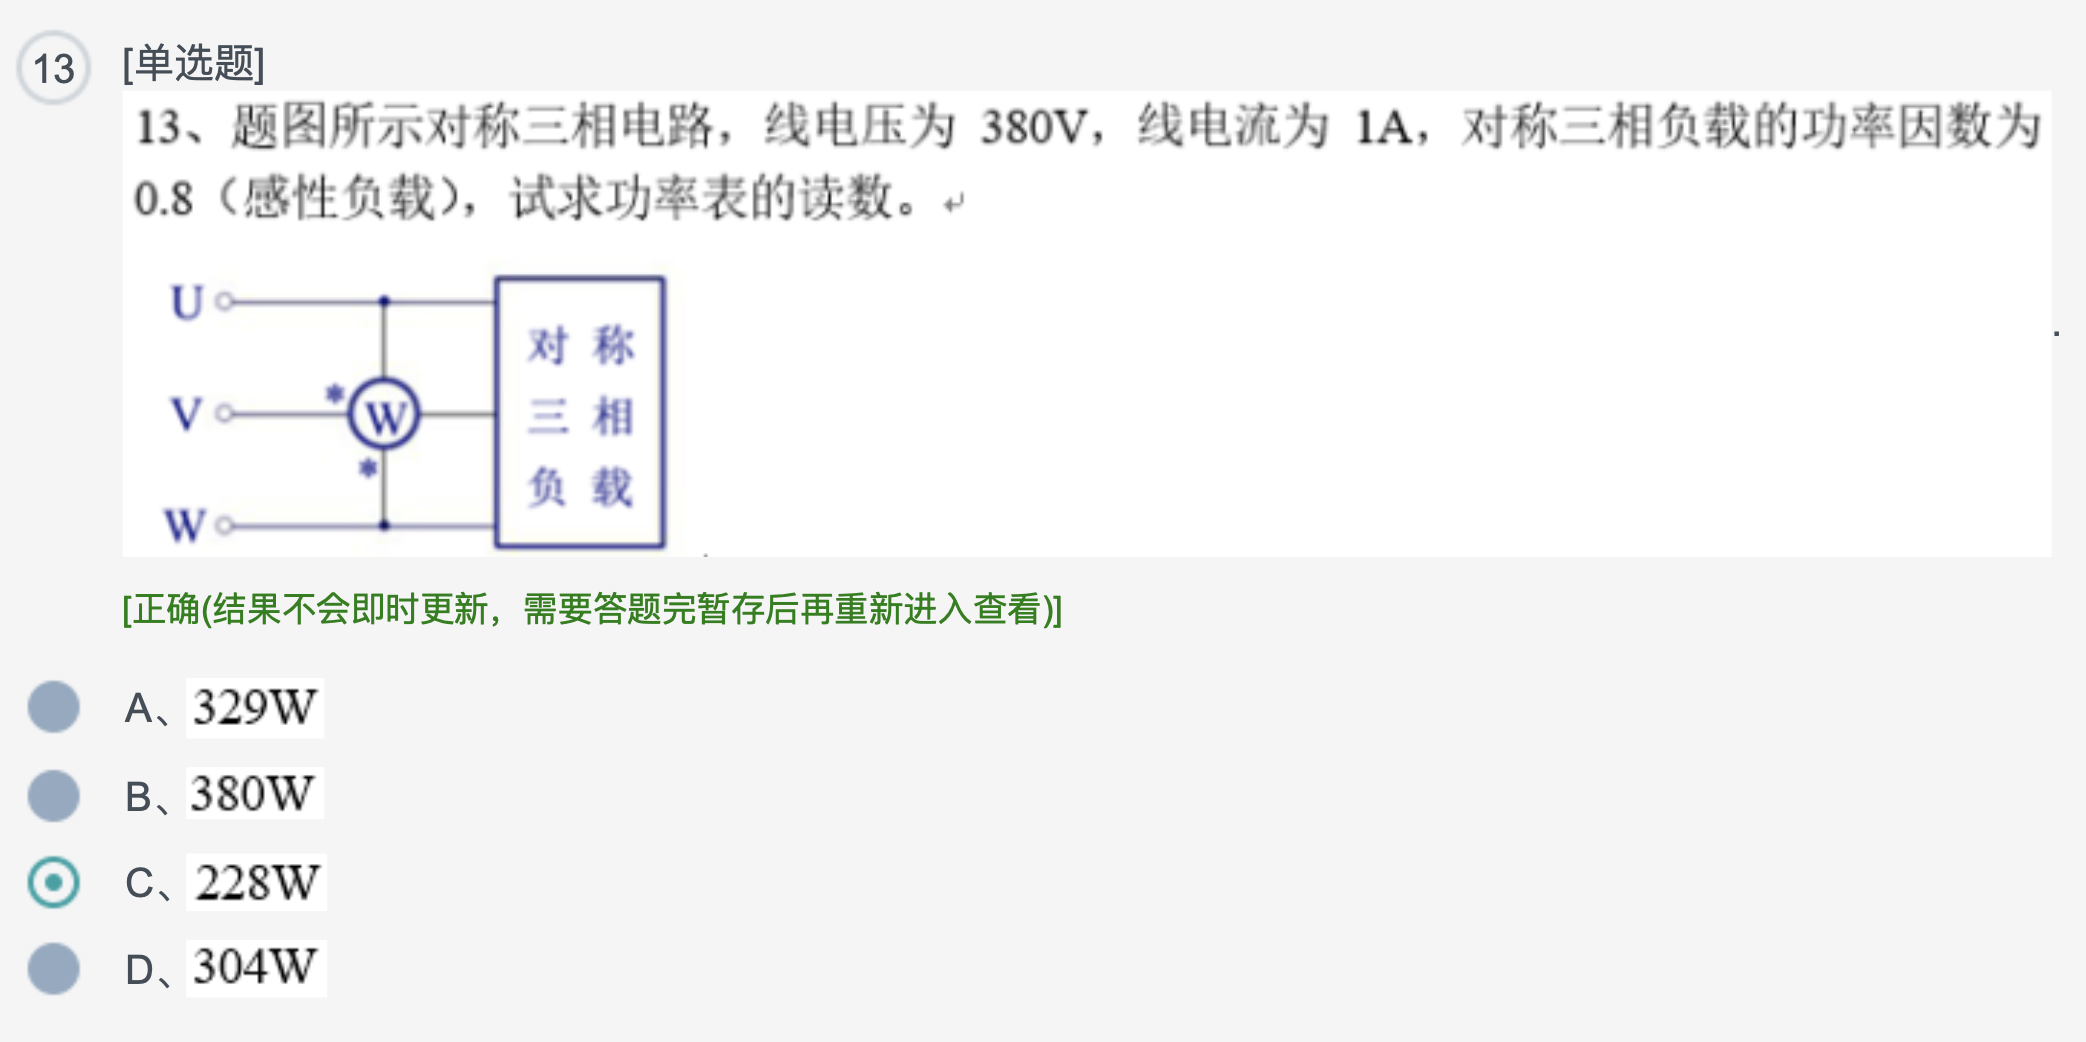 13 [单选题]
13、题图所示对称三相电路，线电压为 380V，线电流为 1A，对称三相负载的功率因数为
0.8（感性负载），试求功率表的读数。↵
U
对 称
*
V
W
三 相
*
负 载
W
.
[正确(结果不会即时更新，需要答题完暂存后再重新进入查看)]
A、329W
B、380W
C、228W
D、304W